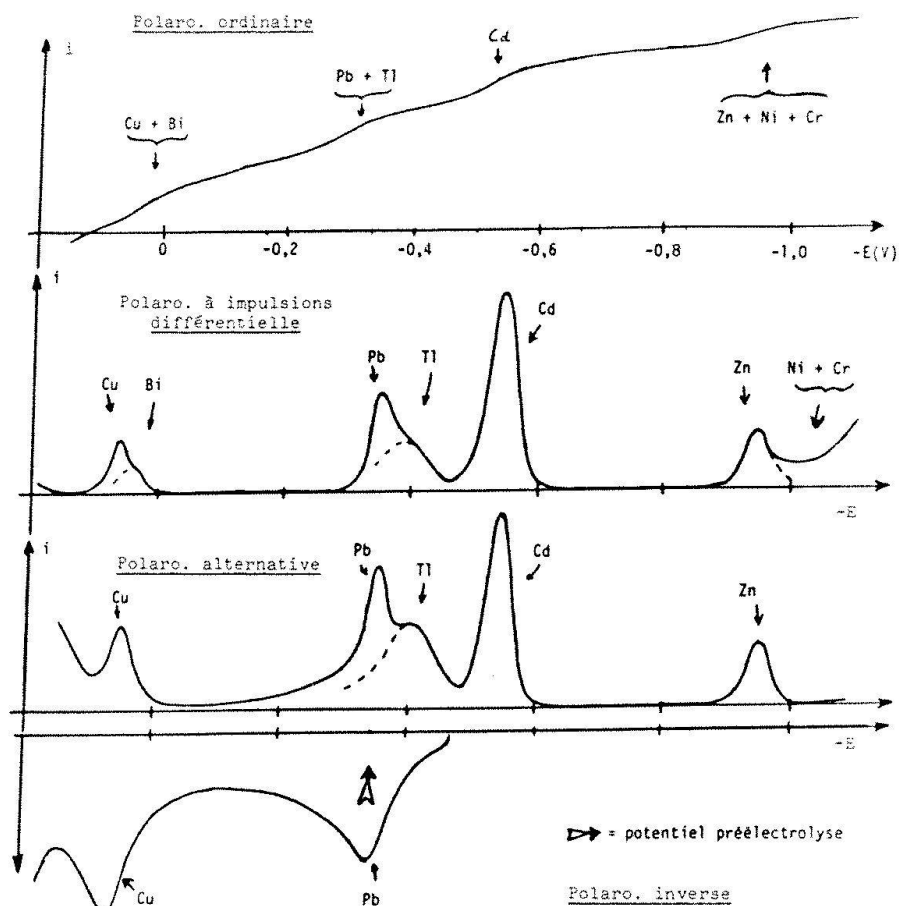 Polaro. ordinaire
i
Cd
Pb + Tl
Cu + Bi
Zn + Ni + Cr
0 -0,2 -0,4 -0,6 -0,8 -1,0 -E(V)
i
Polaro. à impulsions
différentielle
Cd
Pb Tl
Zn Ni + Cr
Cu Bi
-E
i
Polaro. alternative
Pb
Tl
Cd
Cu
Zn
-E
= potentiel préélectrolyse
Cu
Pb
Polaro. inverse